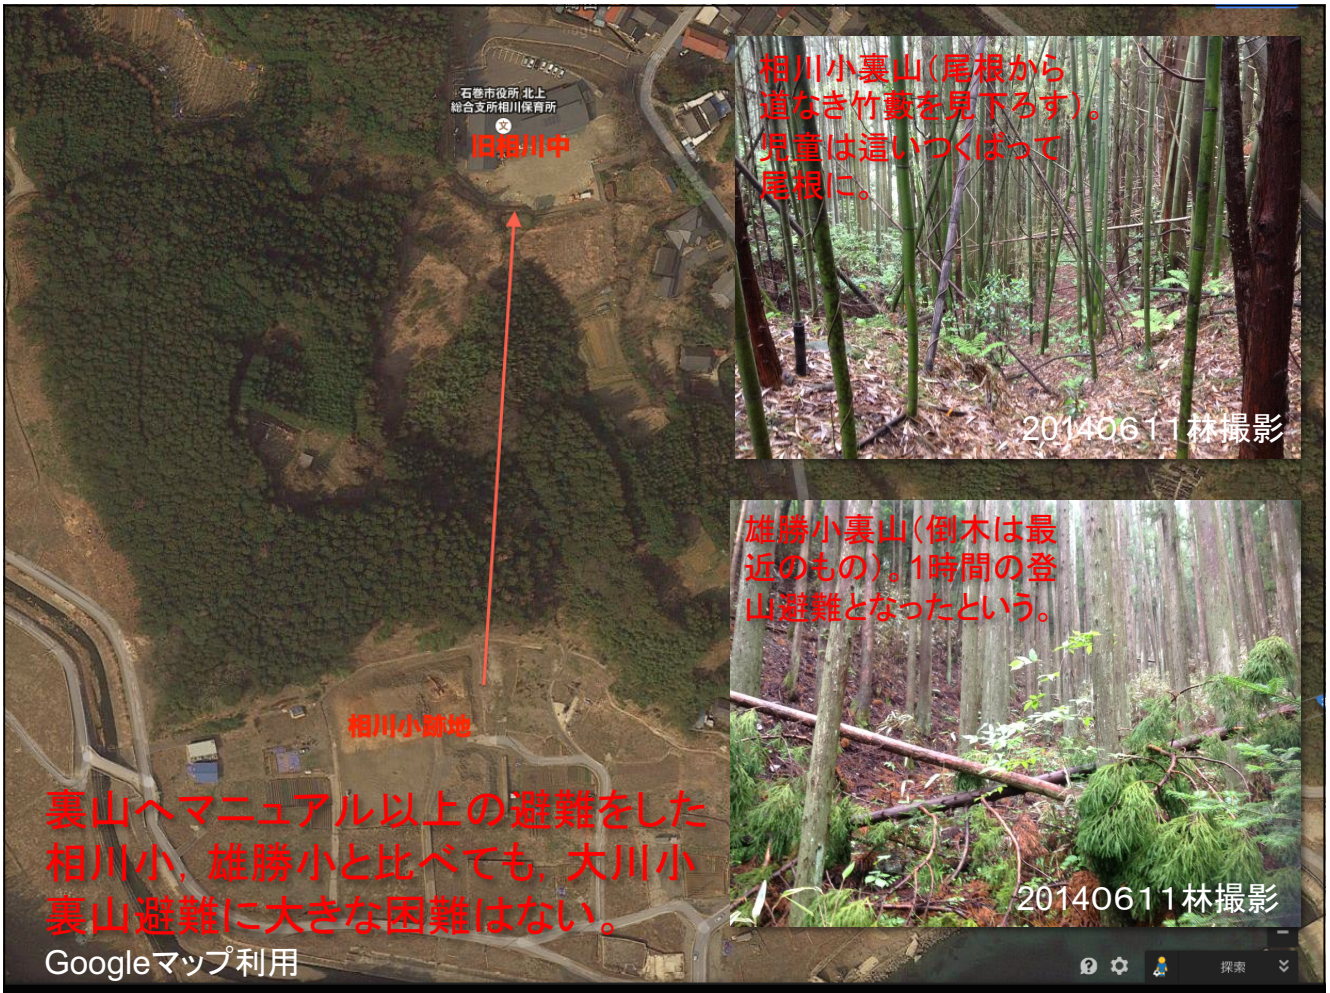 Google
石巻市役所 北上
総合支所相川保育所
文
旧相川中
相川小裏山（尾根から
道なき竹藪を見下ろす）。
児童は這いつくばって
尾根に。
20140611林撮影
雄勝小裏山（倒木は最
近のもの）。1時間の登
山避難となったという。
20140611林撮影
相川小跡地
裏山へマニュアル以上の避難をした
相川小，雄勝小と比べても，大川小
裏山避難に大きな困難はない。
Googleマップ利用
探索